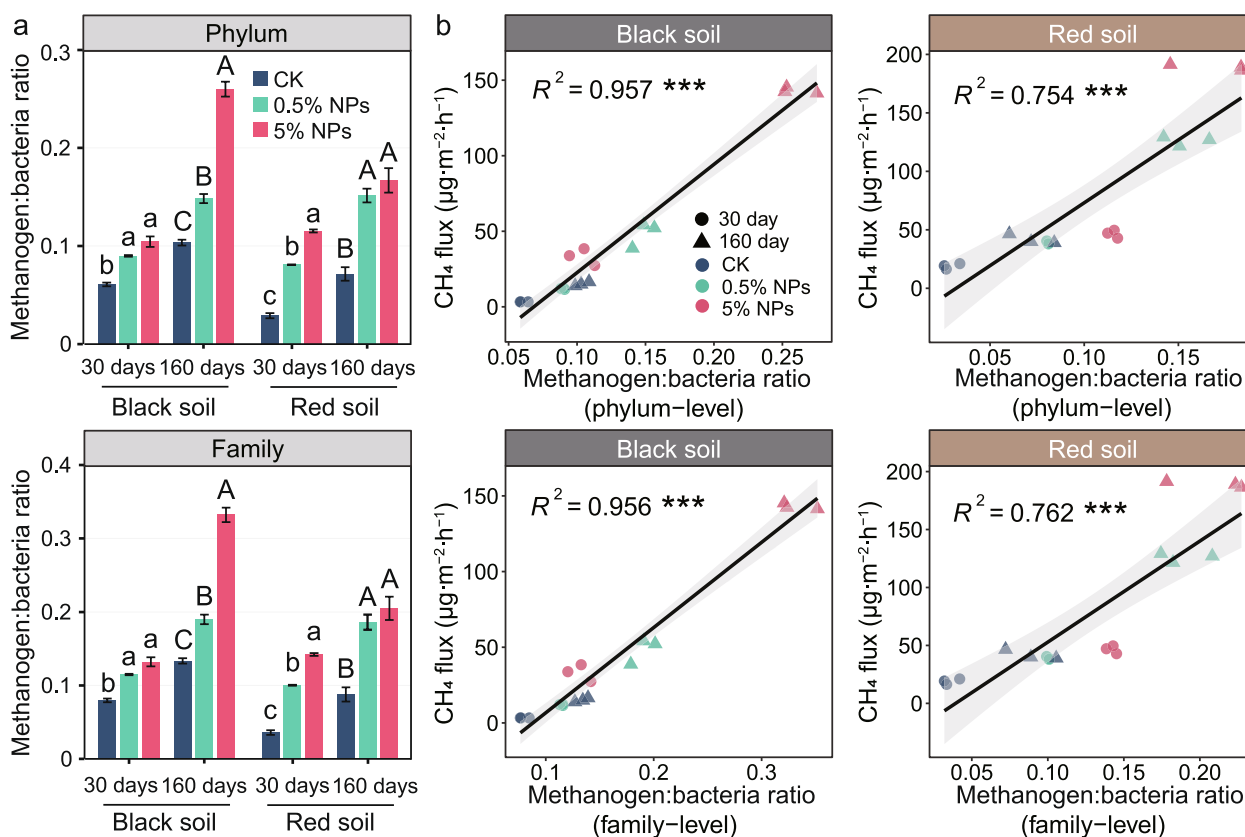 a
Phylum
0.3
0.2
0.1
0
Methanogen:bacteria ratio
CK
0.5% NPs
5% NPs
b a a C B A c b a B A A
30 days 160 days 30 days 160 days
Black soil Red soil
Family
0.4
0.3
0.2
0.1
0
Methanogen:bacteria ratio
b a a C B A c b a B A A
30 days 160 days 30 days 160 days
Black soil Red soil
b
Black soil
R² = 0.957 ***
150
100
50
0
CH₄ flux (µg·m⁻²·h⁻¹)
30 day
160 day
CK
0.5% NPs
5% NPs
0.05 0.10 0.15 0.20 0.25
Methanogen:bacteria ratio
(phylum−level)
Red soil
R² = 0.754 ***
200
150
100
50
0
CH₄ flux (µg·m⁻²·h⁻¹)
0.05 0.10 0.15
Methanogen:bacteria ratio
(phylum−level)
Black soil
R² = 0.956 ***
150
100
50
0
CH₄ flux (µg·m⁻²·h⁻¹)
0.1 0.2 0.3
Methanogen:bacteria ratio
(family−level)
Red soil
R² = 0.762 ***
200
150
100
50
0
CH₄ flux (µg·m⁻²·h⁻¹)
0.05 0.10 0.15 0.20
Methanogen:bacteria ratio
(family−level)